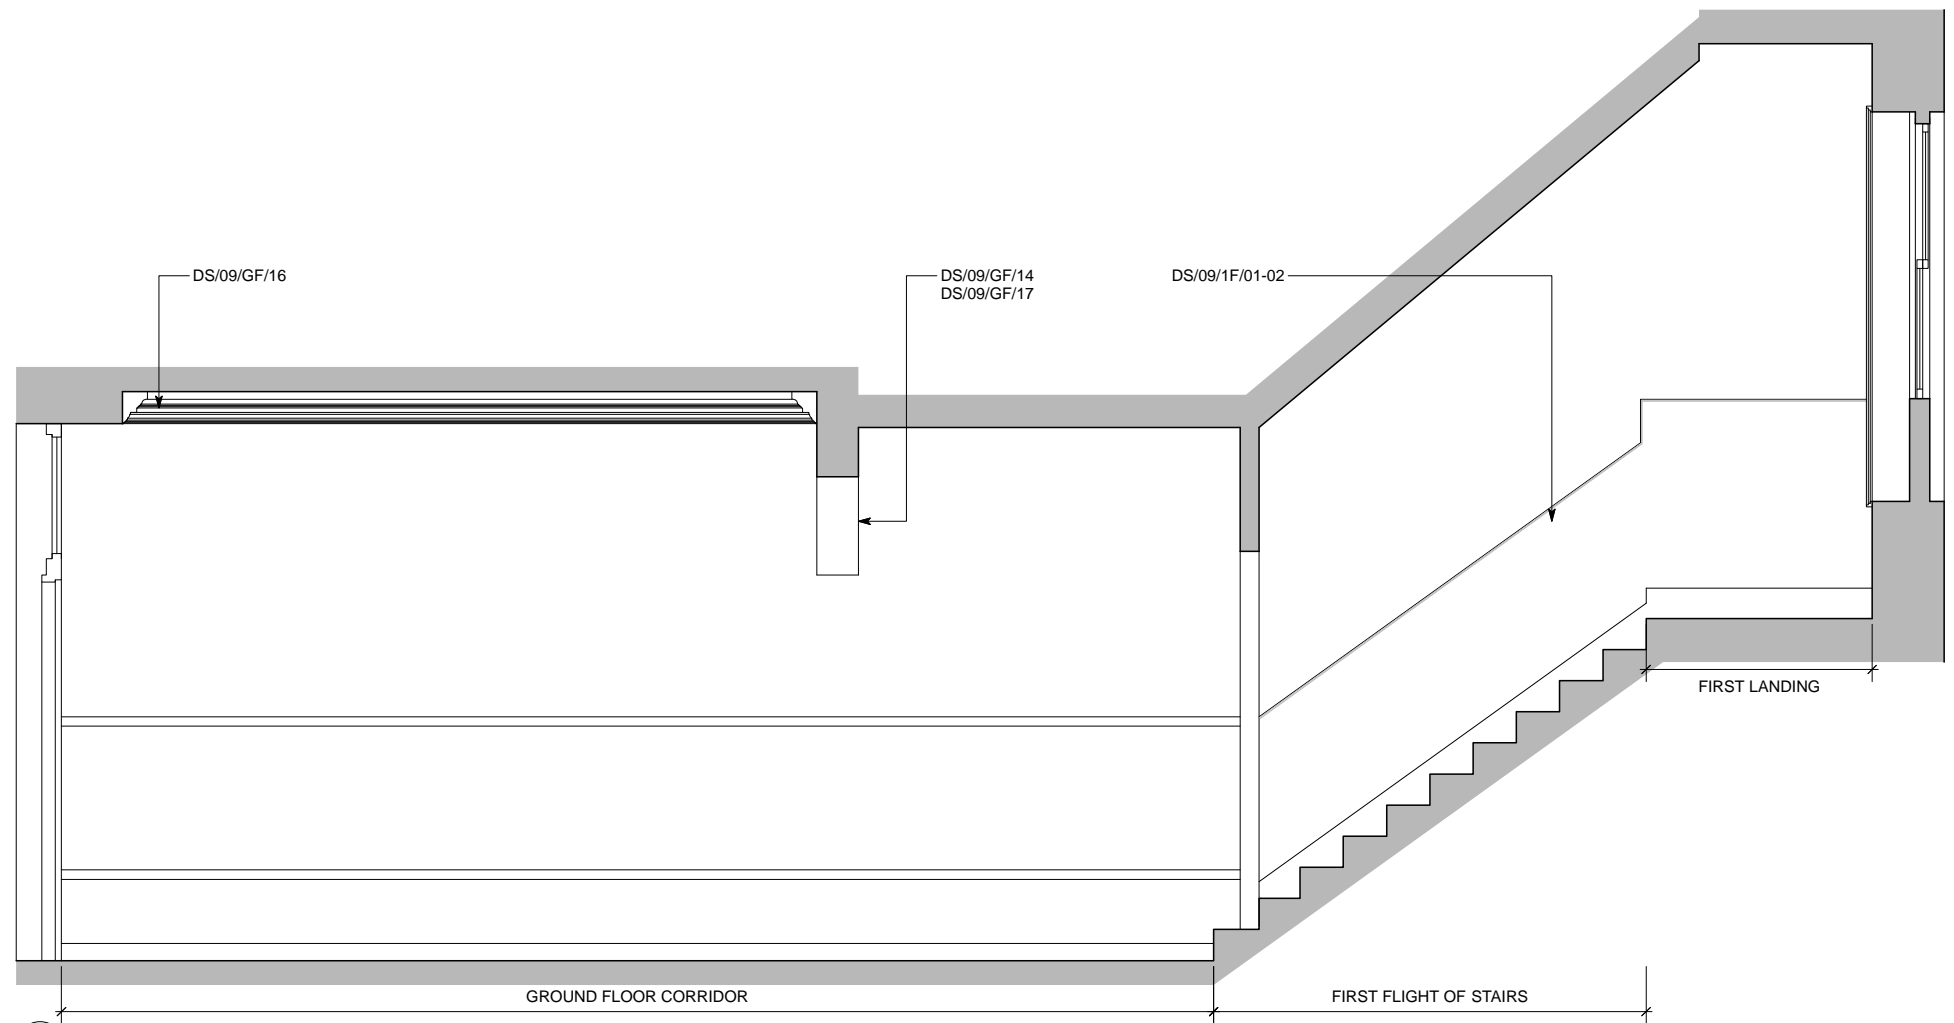 DS/09/GF/16
DS/09/GF/14
DS/09/GF/17
DS/09/1F/01-02
FIRST LANDING
GROUND FLOOR CORRIDOR
FIRST FLIGHT OF STAIRS